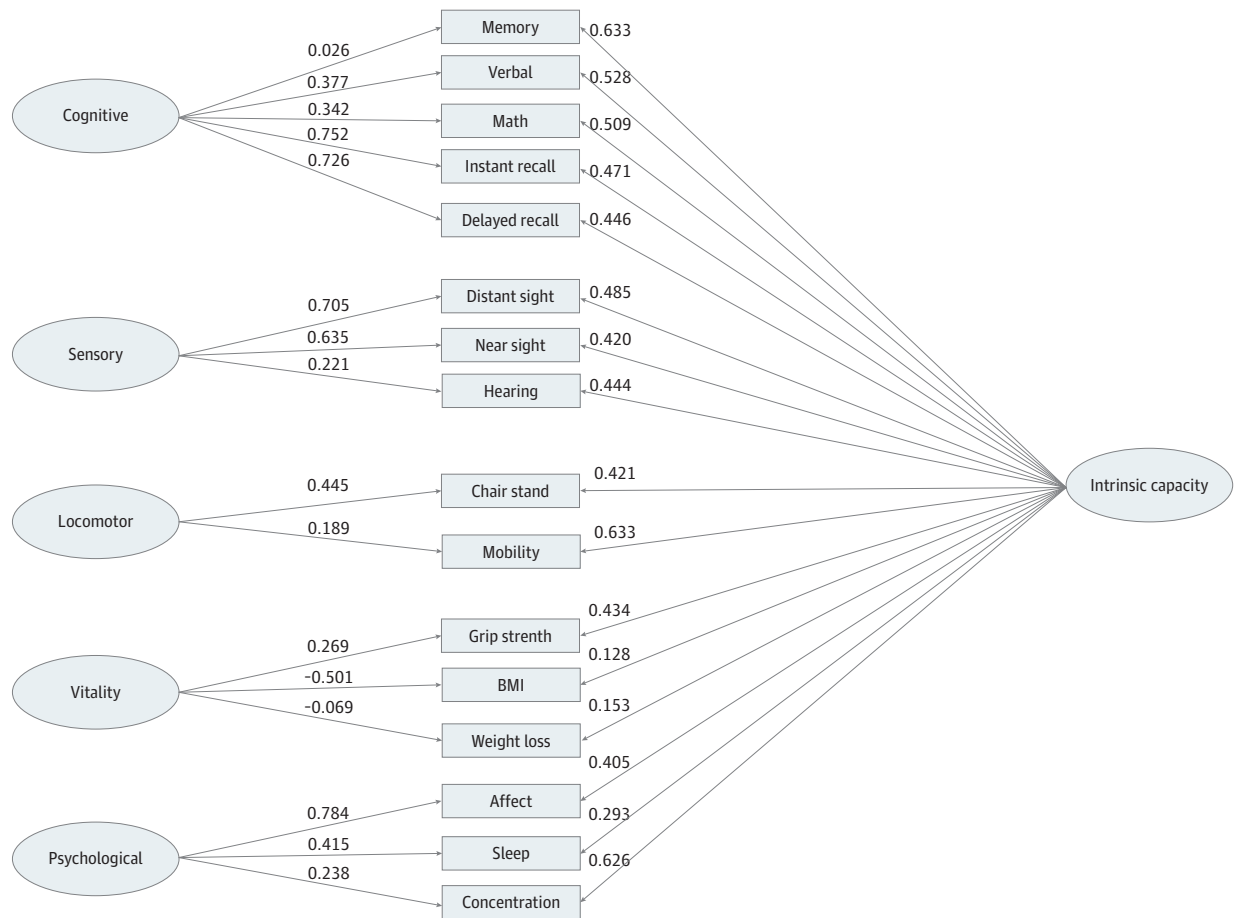 Cognitive
0.026
0.377
0.342
0.752
0.726
Memory
Verbal
Math
Instant recall
Delayed recall
0.633
0.528
0.509
0.471
0.446
Sensory
0.705
0.635
0.221
Distant sight
Near sight
Hearing
0.485
0.420
0.444
Locomotor
0.445
0.189
Chair stand
Mobility
0.421
0.633
Vitality
0.269
-0.501
-0.069
Grip strenth
BMI
Weight loss
0.434
0.128
0.153
Psychological
0.784
0.415
0.238
Affect
Sleep
Concentration
0.405
0.293
0.626
Intrinsic capacity